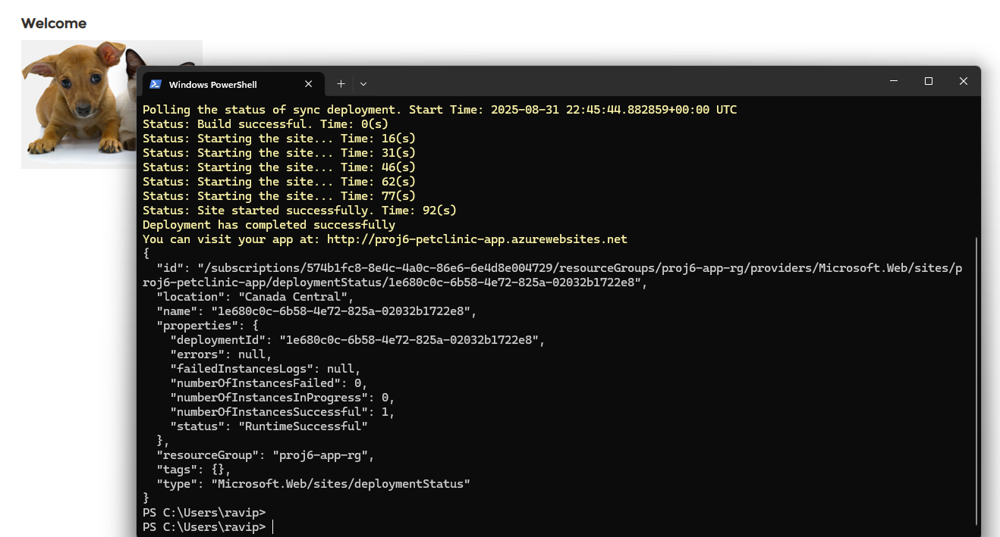 Welcome
Windows PowerShell
Polling the status of sync deployment. Start Time: 2025-08-31 22:45:44.882859+00:00 UTC
Status: Build successful. Time: 0(s)
Status: Starting the site... Time: 16(s)
Status: Starting the site... Time: 31(s)
Status: Starting the site... Time: 46(s)
Status: Starting the site... Time: 62(s)
Status: Starting the site... Time: 77(s)
Status: Site started successfully. Time: 92(s)
Deployment has completed successfully
You can visit your app at: http://proj6-petclinic-app.azurewebsites.net
{
  "id": "/subscriptions/574b1fc8-8e4c-4a0c-86e6-6e4d8e004729/resourceGroups/proj6-app-rg/providers/Microsoft.Web/sites/p
roj6-petclinic-app/deploymentStatus/1e680c0c-6b58-4e72-825a-02032b1722e8",
  "location": "Canada Central",
  "name": "1e680c0c-6b58-4e72-825a-02032b1722e8",
  "properties": {
    "deploymentId": "1e680c0c-6b58-4e72-825a-02032b1722e8",
    "errors": null,
    "failedInstancesLogs": null,
    "numberOfInstancesFailed": 0,
    "numberOfInstancesInProgress": 0,
    "numberOfInstancesSuccessful": 1,
    "status": "RuntimeSuccessful"
  },
  "resourceGroup": "proj6-app-rg",
  "tags": {},
  "type": "Microsoft.Web/sites/deploymentStatus"
}
PS C:\Users\ravip>
PS C:\Users\ravip>